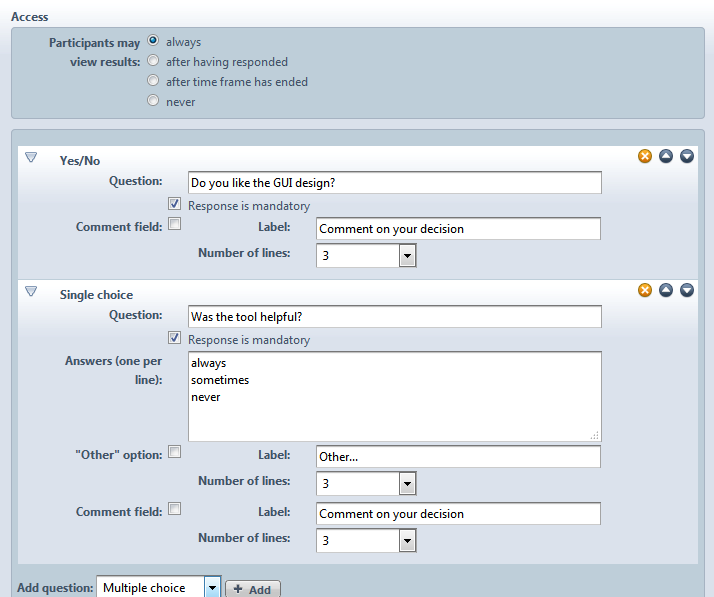 Access
Participants may view results:
always
after having responded
after time frame has ended
never
Yes/No
Question: Do you like the GUI design?
Response is mandatory
Comment field: Label: Comment on your decision
Number of lines: 3
Single choice
Question: Was the tool helpful?
Response is mandatory
Answers (one per line):
always
sometimes
never
"Other" option: Label: Other...
Number of lines: 3
Comment field: Label: Comment on your decision
Number of lines: 3
Add question: Multiple choice + Add